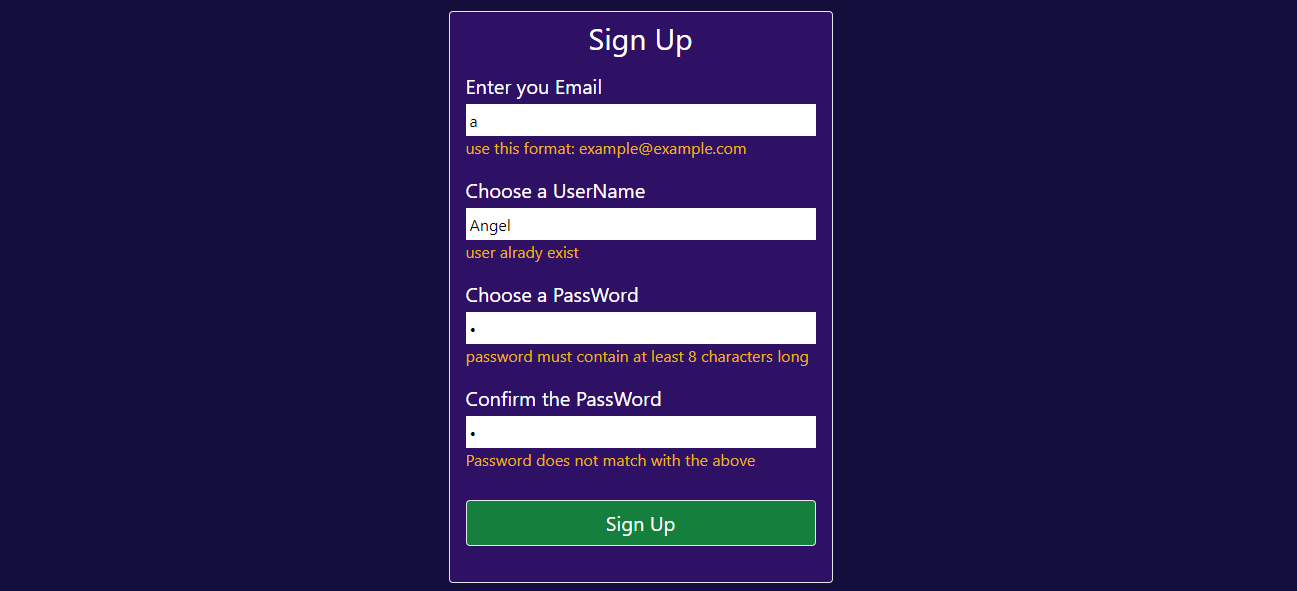 Sign Up
Enter you Email
a
use this format: example@example.com
Choose a UserName
Angel
user alrady exist
Choose a PassWord
•
password must contain at least 8 characters long
Confirm the PassWord
•
Password does not match with the above
Sign Up